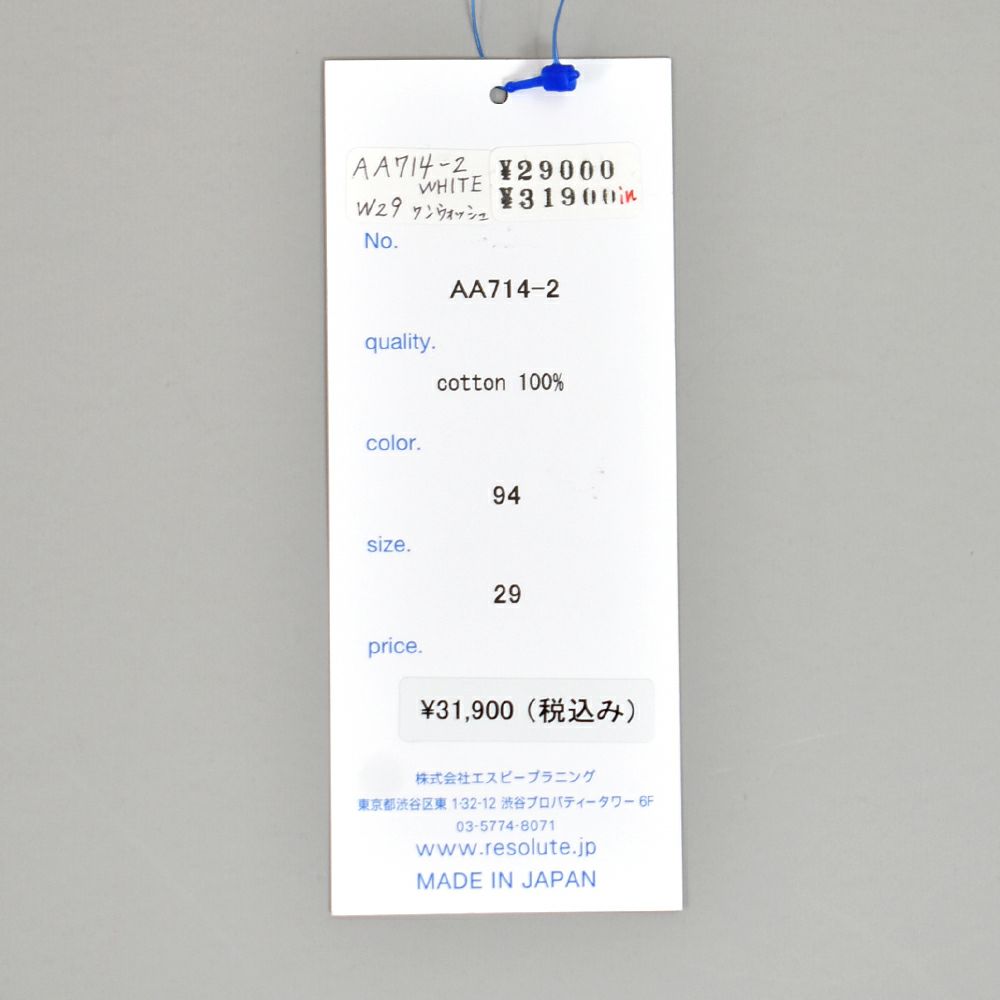 AA714-2
WHITE
W29 ワンウォッシュ
¥29000
¥31900in
No.
AA714-2
quality.
cotton 100%
color.
94
size.
29
price.
¥31,900（税込み）
株式会社エスピープラニング
東京都渋谷区東 1-32-12 渋谷プロパティータワー 6F
03-5774-8071
www.resolute.jp
MADE IN JAPAN